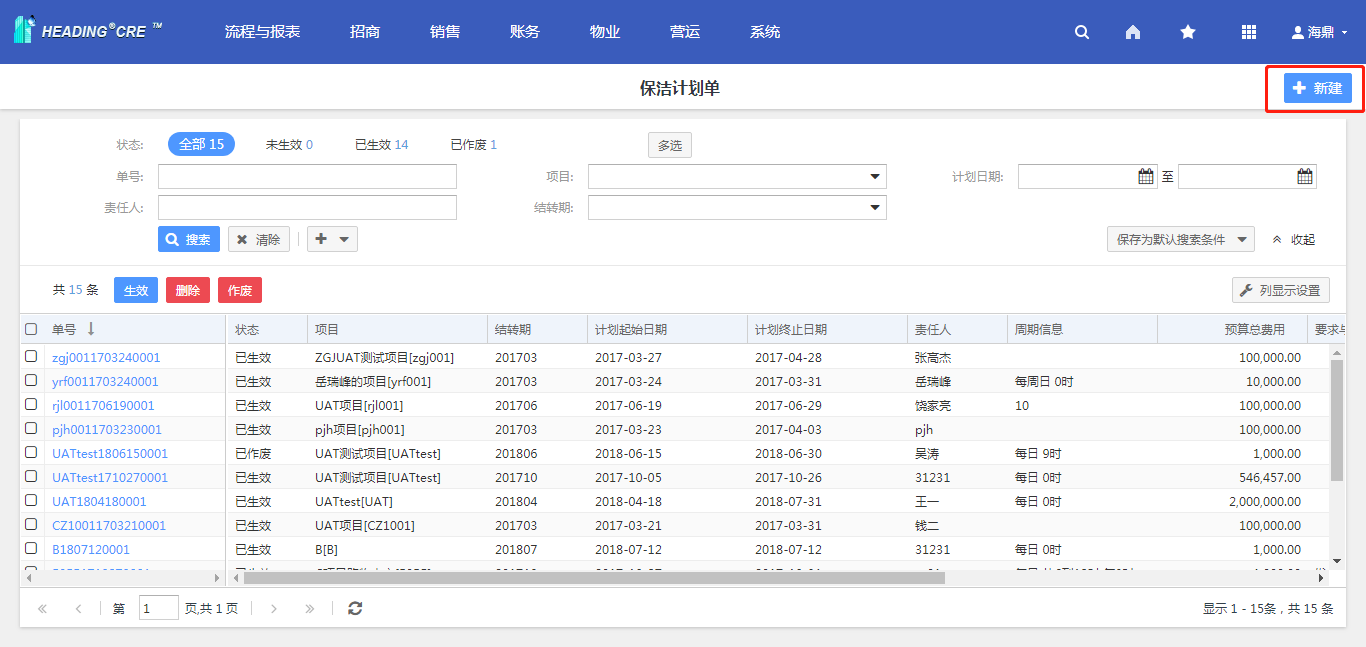 HEADING®CRE ™ 流程与报表 招商 销售 账务 物业 营运 系统 海鼎
保洁计划单 新建
状态: 全部 15 未生效 0 已生效 14 已作废 1 多选
单号: 项目: 计划日期: 至
责任人: 结转期:
搜索 清除 保存为默认搜索条件 收起
共 15 条 生效 删除 作废 列显示设置
单号 状态 项目 结转期 计划起始日期 计划终止日期 责任人 周期信息 预算总费用
zgj0011703240001 已生效 ZGJUAT测试项目[zgj001] 201703 2017-03-27 2017-04-28 张高杰 100,000.00
yrf0011703240001 已生效 岳瑞峰的项目[yrf001] 201703 2017-03-24 2017-03-31 岳瑞峰 每周日 0时 10,000.00
rjl0011706190001 已生效 UAT项目[rjl001] 201706 2017-06-19 2017-06-29 饶家亮 10 100,000.00
pjh0011703230001 已生效 pjh项目[pjh001] 201703 2017-03-23 2017-04-03 pjh 100,000.00
UATtest1806150001 已作废 UAT测试项目[UATtest] 201806 2018-06-15 2018-06-30 吴涛 每日 9时 1,000.00
UATtest1710270001 已生效 UAT测试项目[UATtest] 201710 2017-10-05 2017-10-26 31231 每日 0时 546,457.00
UAT1804180001 已生效 UATtest[UAT] 201804 2018-04-18 2018-07-31 王一 每日 0时 2,000,000.00
CZ10011703210001 已生效 UAT项目[CZ1001] 201703 2017-03-21 2017-03-31 钱二 100,000.00
B1807120001 已生效 B[B] 201807 2018-07-12 2018-07-12 31231 每日 0时 1,000.00
第 1 页,共 1 页 显示 1 - 15条，共 15 条